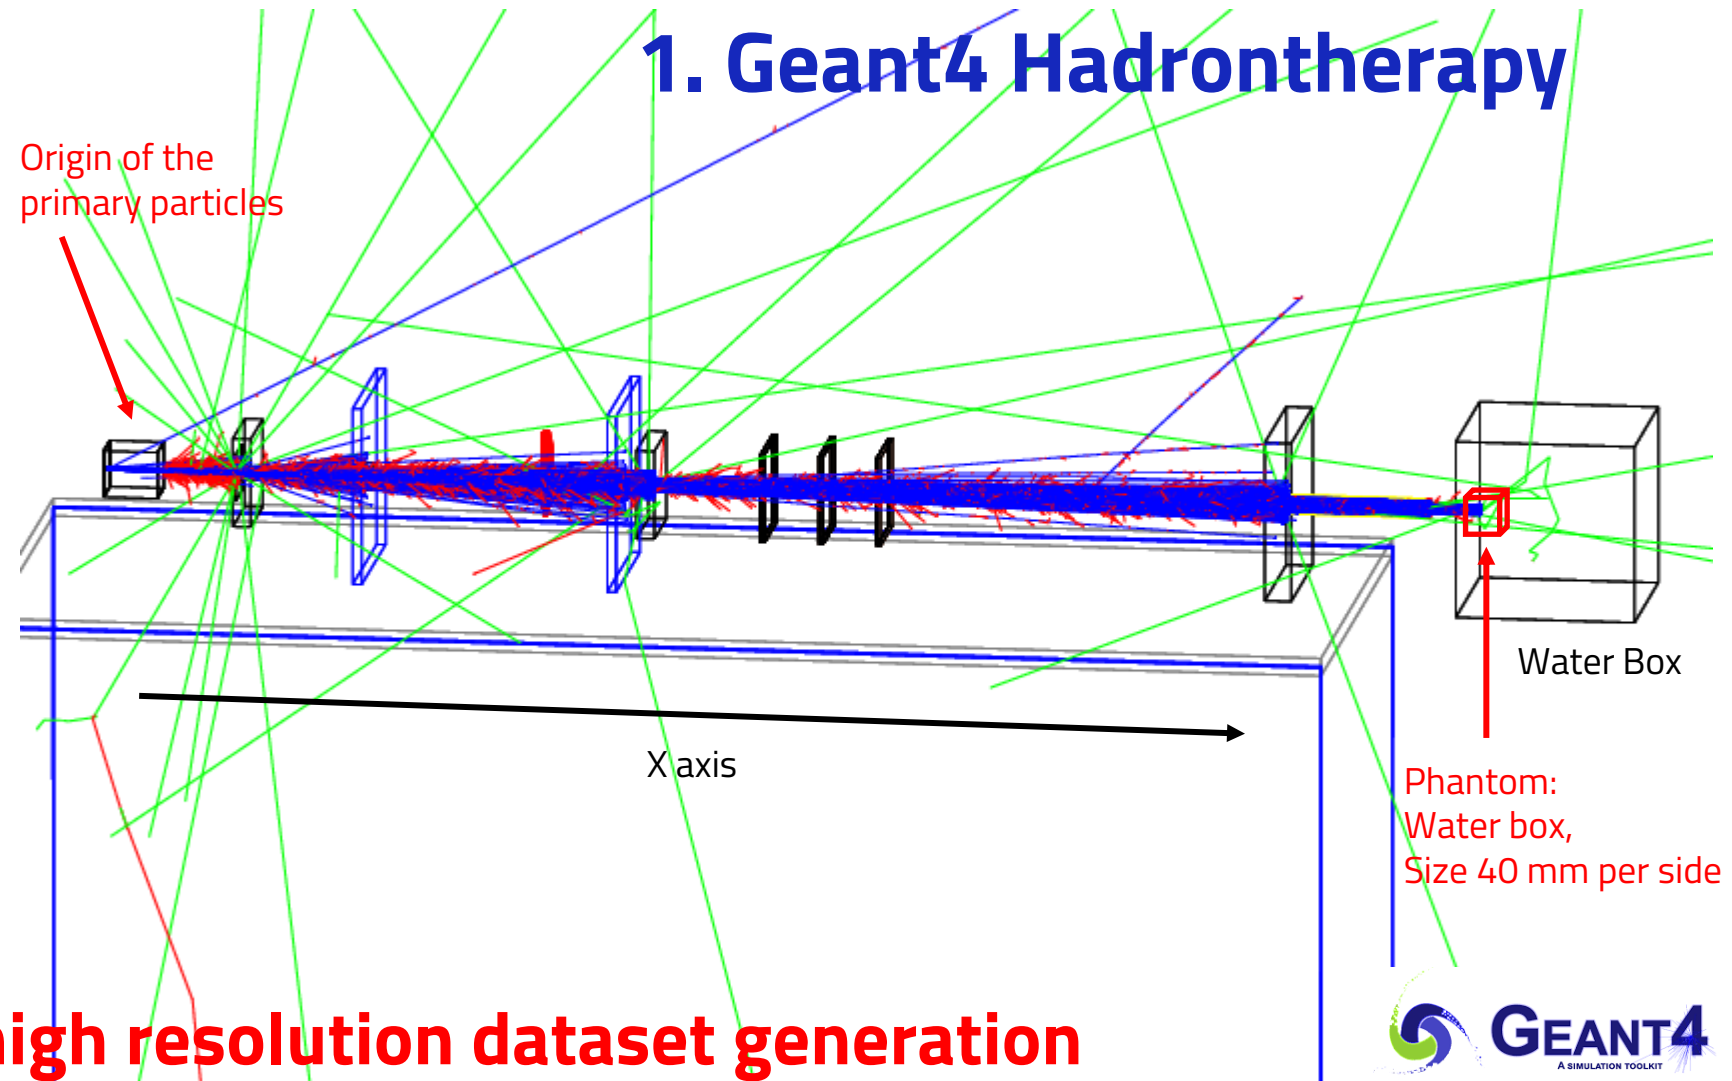 1. Geant4 Hadrontherapy
Origin of the
primary particles
Water Box
X axis
Phantom:
Water box,
Size 40 mm per side
high resolution dataset generation
GEANT4
A SIMULATION TOOLKIT